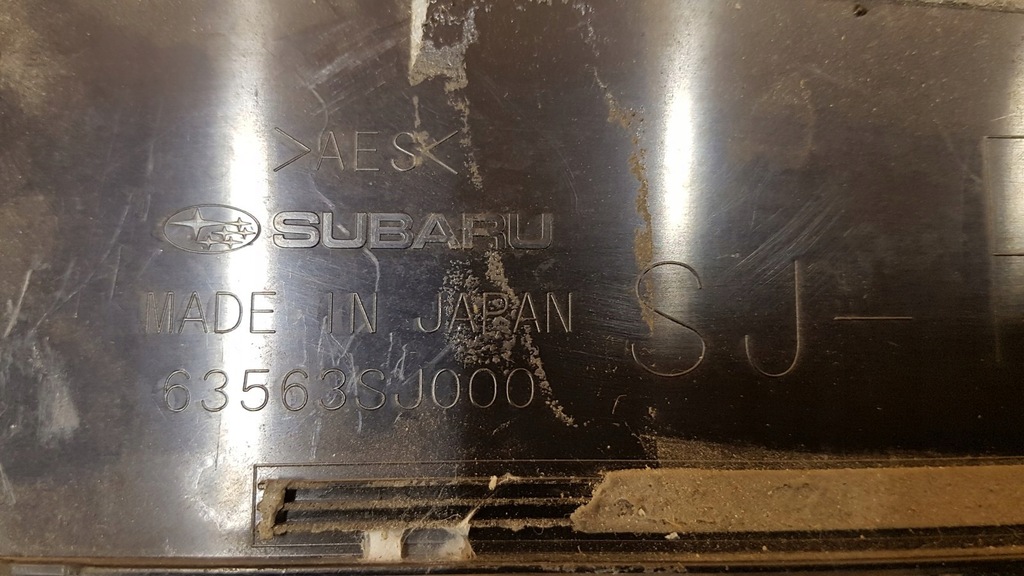 >AES<
SUBARU
MADE IN JAPAN
63563SJ000
SJ-